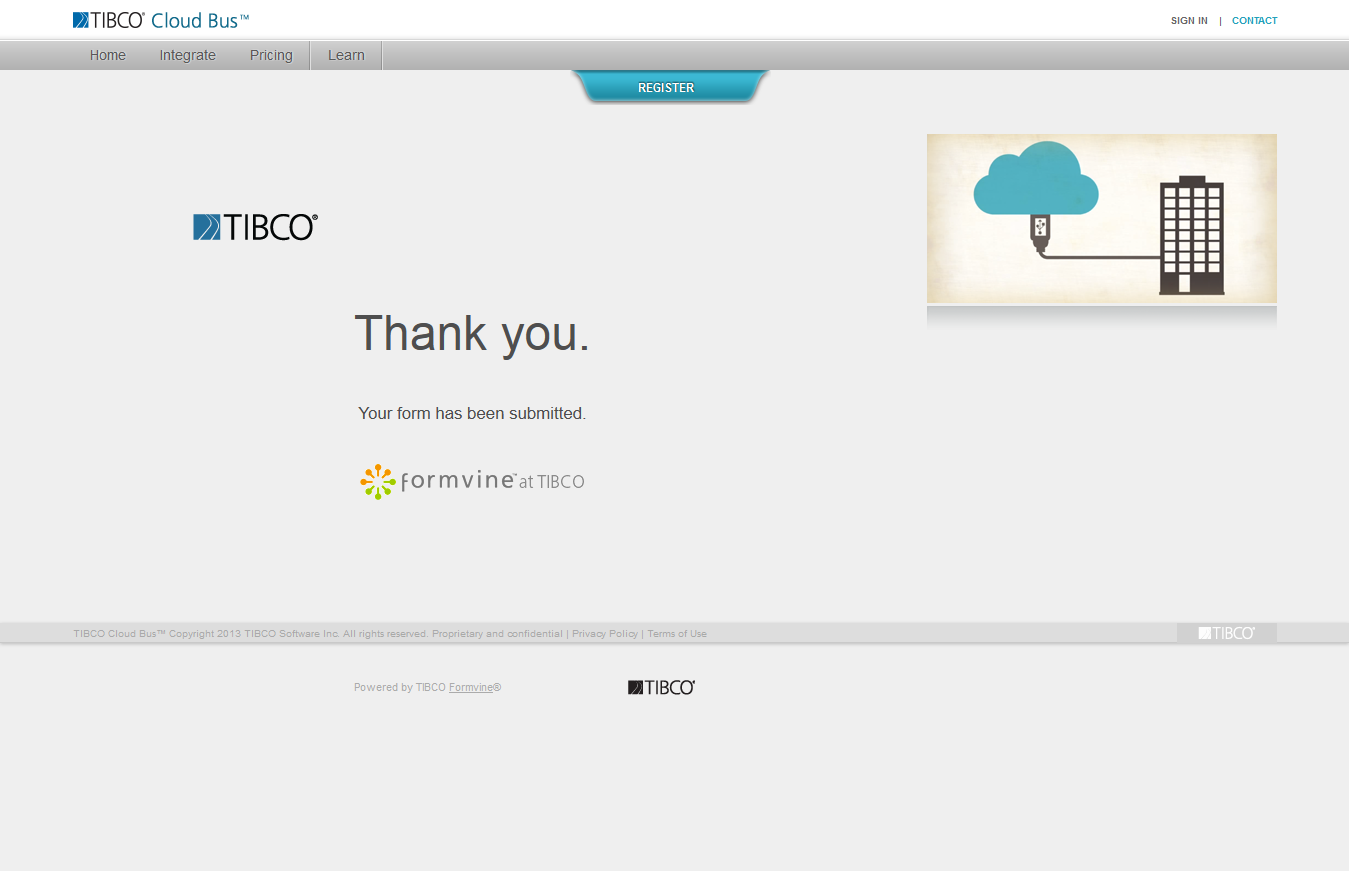 TIBCO® Cloud Bus™
SIGN IN | CONTACT
Home Integrate Pricing Learn
REGISTER
TIBCO®
Thank you.
Your form has been submitted.
formvine™ at TIBCO
TIBCO Cloud Bus™ Copyright 2013 TIBCO Software Inc. All rights reserved. Proprietary and confidential | Privacy Policy | Terms of Use
TIBCO®
Powered by TIBCO Formvine®
TIBCO®